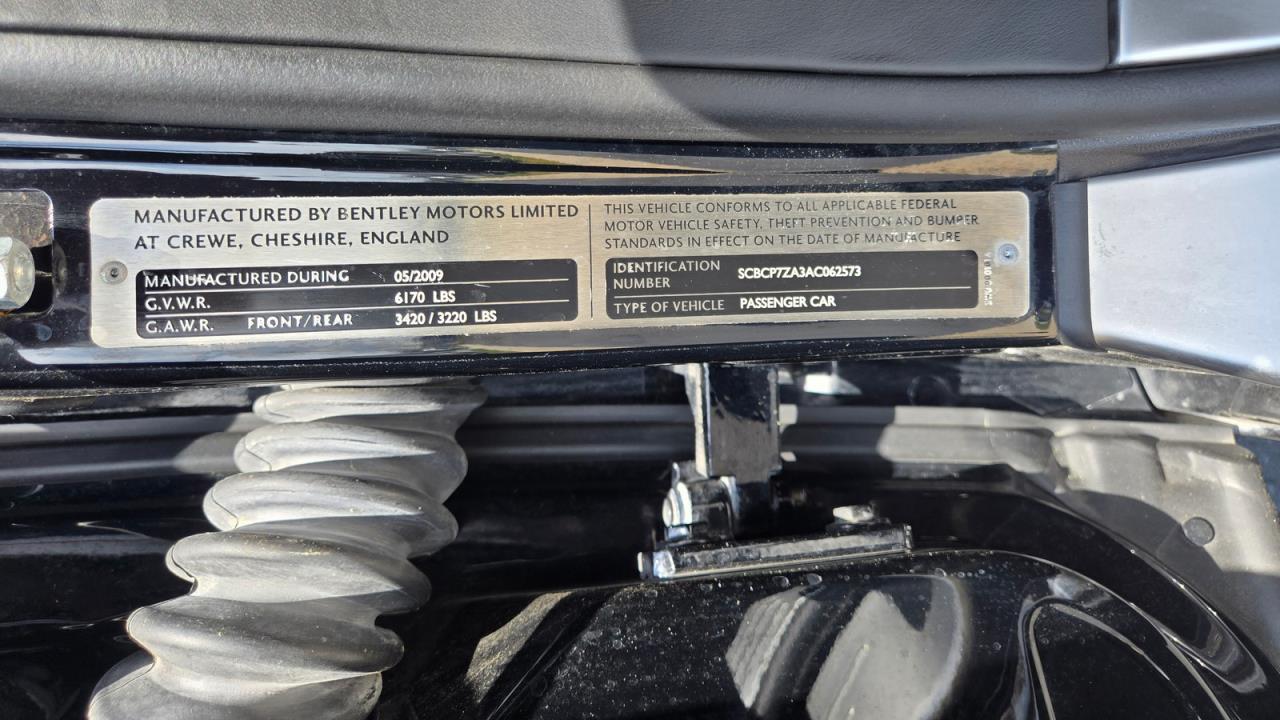 MANUFACTURED BY BENTLEY MOTORS LIMITED
AT CREWE, CHESHIRE, ENGLAND
MANUFACTURED DURING 05/2009
G.V.W.R. 6170 LBS
G.A.W.R. FRONT/REAR 3420 / 3220 LBS
THIS VEHICLE CONFORMS TO ALL APPLICABLE FEDERAL
MOTOR VEHICLE SAFETY, THEFT PREVENTION AND BUMPER
STANDARDS IN EFFECT ON THE DATE OF MANUFACTURE
IDENTIFICATION
NUMBER SCBCP7ZA3AC062573
TYPE OF VEHICLE PASSENGER CAR